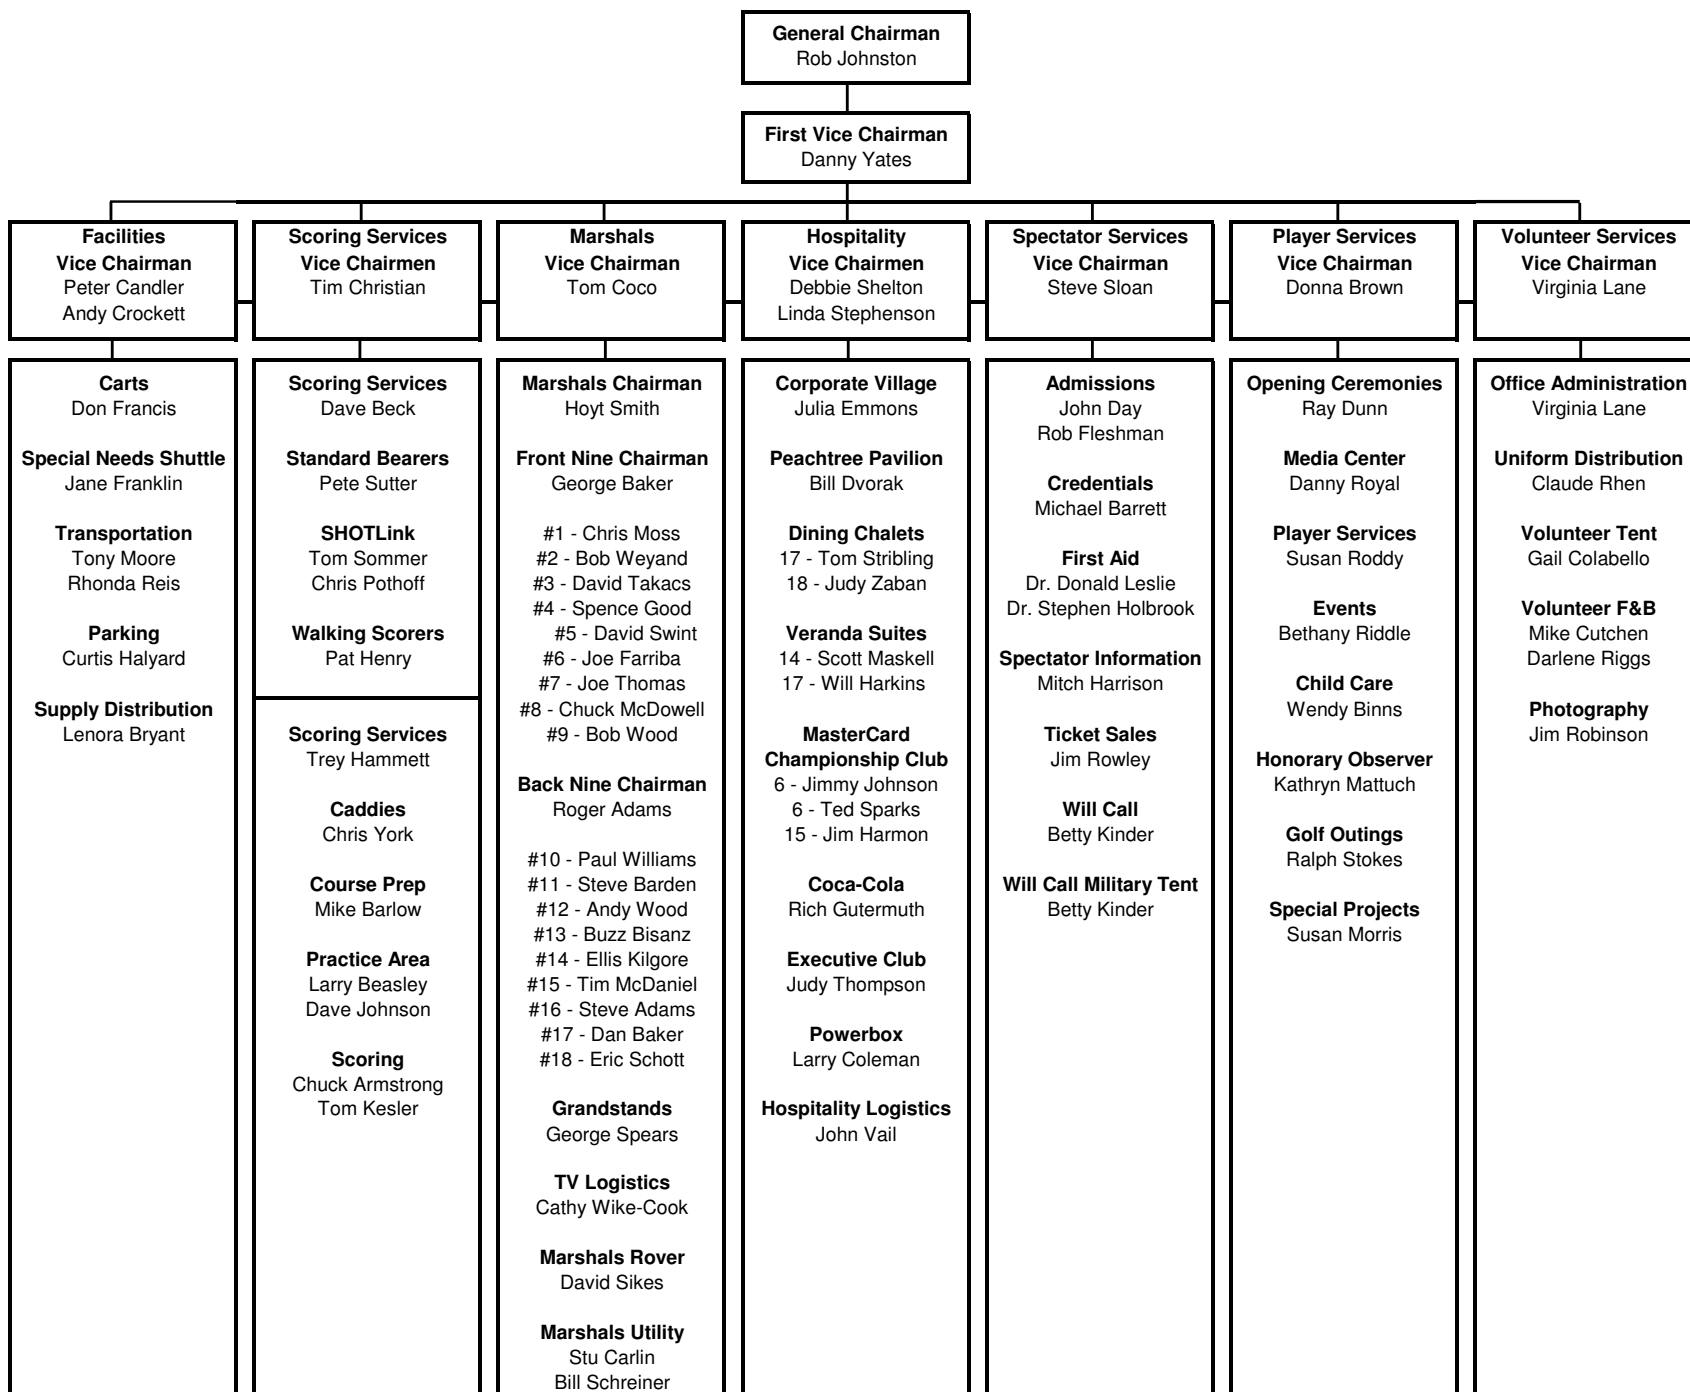 General Chairman
Rob Johnston
First Vice Chairman
Danny Yates
Facilities
Vice Chairman
Peter Candler
Andy Crockett
Scoring Services
Vice Chairmen
Tim Christian
Marshals
Vice Chairman
Tom Coco
Hospitality
Vice Chairmen
Debbie Shelton
Linda Stephenson
Spectator Services
Vice Chairman
Steve Sloan
Player Services
Vice Chairman
Donna Brown
Volunteer Services
Vice Chairman
Virginia Lane
Carts
Don Francis
Special Needs Shuttle
Jane Franklin
Transportation
Tony Moore
Rhonda Reis
Parking
Curtis Halyard
Supply Distribution
Lenora Bryant
Scoring Services
Dave Beck
Standard Bearers
Pete Sutter
SHOTLink
Tom Sommer
Chris Pothoff
Walking Scorers
Pat Henry
Scoring Services
Trey Hammett
Caddies
Chris York
Course Prep
Mike Barlow
Practice Area
Larry Beasley
Dave Johnson
Scoring
Chuck Armstrong
Tom Kesler
Marshals Chairman
Hoyt Smith
Front Nine Chairman
George Baker
#1 - Chris Moss
#2 - Bob Weyand
#3 - David Takacs
#4 - Spence Good
#5 - David Swint
#6 - Joe Farriba
#7 - Joe Thomas
#8 - Chuck McDowell
#9 - Bob Wood
Back Nine Chairman
Roger Adams
#10 - Paul Williams
#11 - Steve Barden
#12 - Andy Wood
#13 - Buzz Bisanz
#14 - Ellis Kilgore
#15 - Tim McDaniel
#16 - Steve Adams
#17 - Dan Baker
#18 - Eric Schott
Grandstands
George Spears
TV Logistics
Cathy Wike-Cook
Marshals Rover
David Sikes
Marshals Utility
Stu Carlin
Bill Schreiner
Corporate Village
Julia Emmons
Peachtree Pavilion
Bill Dvorak
Dining Chalets
17 - Tom Stribling
18 - Judy Zaban
Veranda Suites
14 - Scott Maskell
17 - Will Harkins
MasterCard
Championship Club
6 - Jimmy Johnson
6 - Ted Sparks
15 - Jim Harmon
Coca-Cola
Rich Gutermuth
Executive Club
Judy Thompson
Powerbox
Larry Coleman
Hospitality Logistics
John Vail
Admissions
John Day
Rob Fleshman
Credentials
Michael Barrett
First Aid
Dr. Donald Leslie
Dr. Stephen Holbrook
Spectator Information
Mitch Harrison
Ticket Sales
Jim Rowley
Will Call
Betty Kinder
Will Call Military Tent
Betty Kinder
Opening Ceremonies
Ray Dunn
Media Center
Danny Royal
Player Services
Susan Roddy
Events
Bethany Riddle
Child Care
Wendy Binns
Honorary Observer
Kathryn Mattuch
Golf Outings
Ralph Stokes
Special Projects
Susan Morris
Office Administration
Virginia Lane
Uniform Distribution
Claude Rhen
Volunteer Tent
Gail Colabello
Volunteer F&B
Mike Cutchen
Darlene Riggs
Photography
Jim Robinson